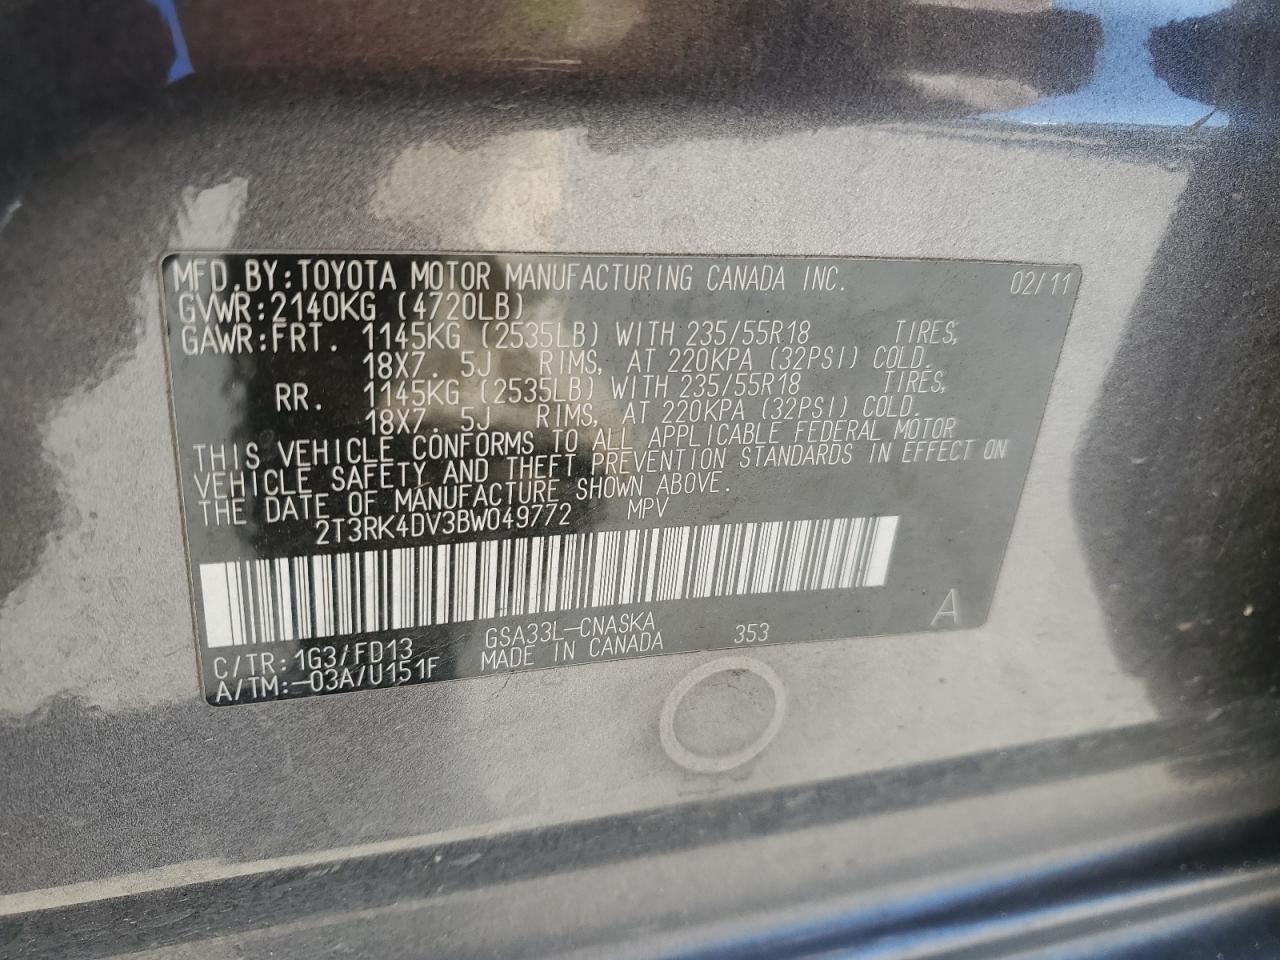 MFD.BY:TOYOTA MOTOR MANUFACTURING CANADA INC. 02/11
GVWR:2140KG (4720LB)
GAWR:FRT. 1145KG (2535LB) WITH 235/55R18 TIRES,
18X7. 5J RIMS, AT 220KPA (32PSI) COLD.
RR. 1145KG (2535LB) WITH 235/55R18 TIRES,
18X7. 5J RIMS, AT 220KPA (32PSI) COLD.
THIS VEHICLE CONFORMS TO ALL APPLICABLE FEDERAL MOTOR
VEHICLE SAFETY AND THEFT PREVENTION STANDARDS IN EFFECT ON
THE DATE OF MANUFACTURE SHOWN ABOVE.
2T3RK4DV3BW049772 MPV
C/TR:1G3/FD13 GSA33L-CNASKA 353 A
A/TM:-03A/U151F MADE IN CANADA